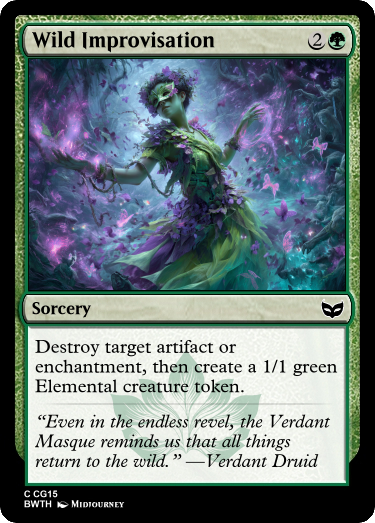 Wild Improvisation 2
Sorcery
Destroy target artifact or
enchantment, then create a 1/1 green
Elemental creature token.
“Even in the endless revel, the Verdant
Masque reminds us that all things
return to the wild.” —Verdant Druid
C CG15
BWTH Midjourney